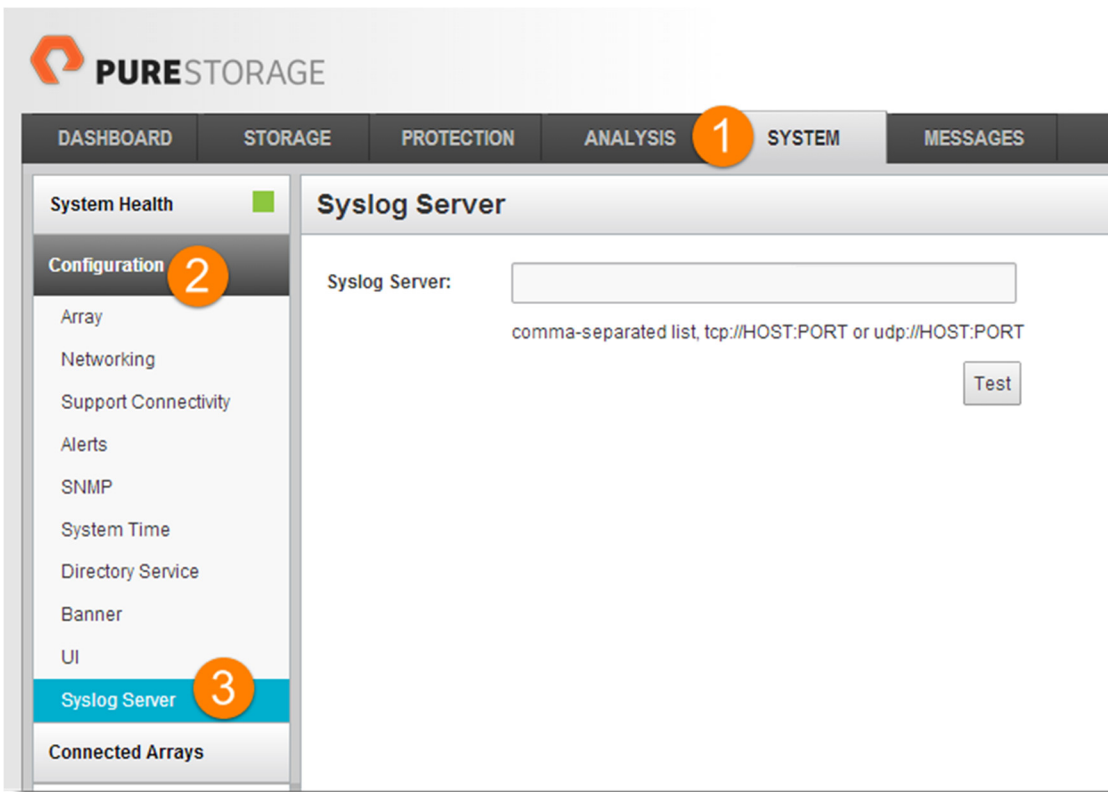 PURESTORAGE
DASHBOARD STORAGE PROTECTION ANALYSIS 1 SYSTEM MESSAGES
System Health
Syslog Server
Configuration 2
Syslog Server:
Array
comma-separated list, tcp://HOST:PORT or udp://HOST:PORT
Networking
Test
Support Connectivity
Alerts
SNMP
System Time
Directory Service
Banner
UI
Syslog Server 3
Connected Arrays